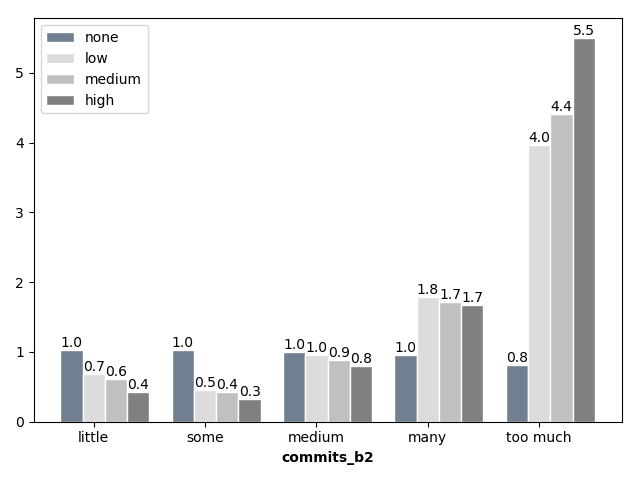 none
low
medium
high
5
4
3
2
1
0
1.0 0.7 0.6 0.4
1.0 0.5 0.4 0.3
1.0 1.0 0.9 0.8
1.0 1.8 1.7 1.7
0.8 4.0 4.4 5.5
little some medium many too much
commits_b2